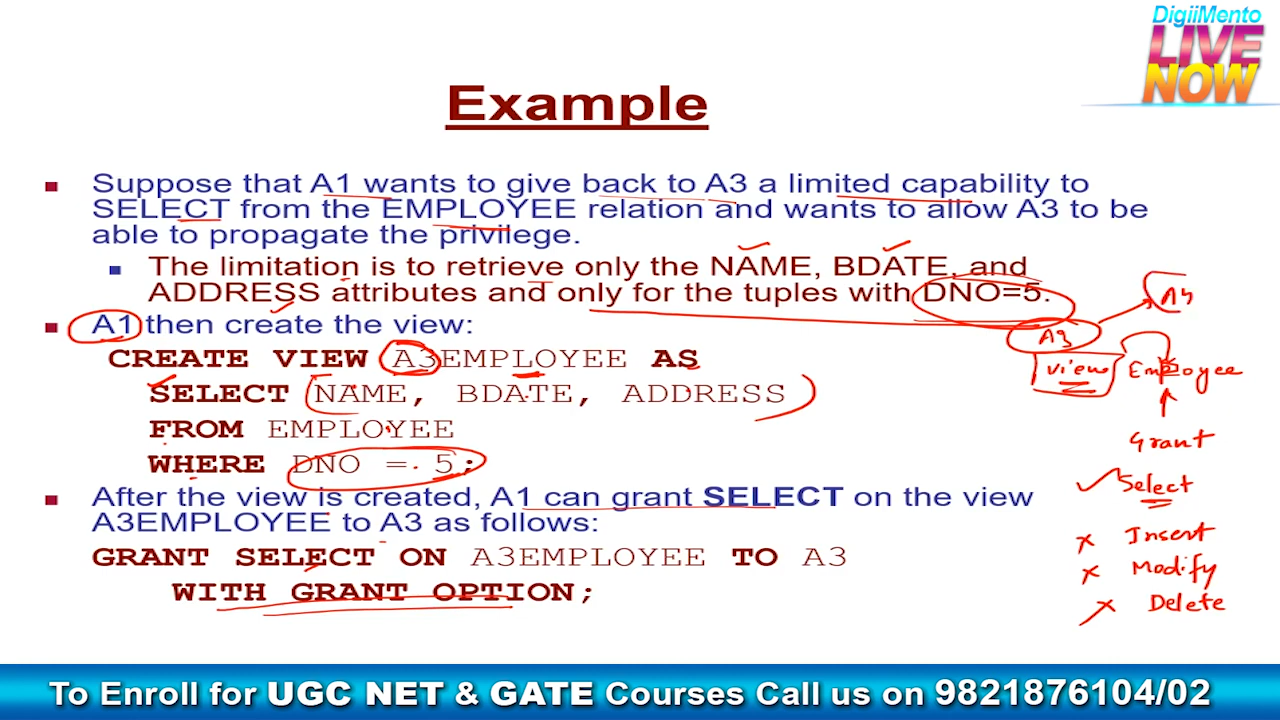 DigiiMento
LIVE
NOW
Example
Suppose that A1 wants to give back to A3 a limited capability to
SELECT from the EMPLOYEE relation and wants to allow A3 to be
able to propagate the privilege.
The limitation is to retrieve only the NAME, BDATE, and
ADDRESS attributes and only for the tuples with DNO=5.
A1 then create the view:
CREATE VIEW A3EMPLOYEE AS
SELECT NAME, BDATE, ADDRESS
FROM EMPLOYEE
WHERE DNO = 5;
After the view is created, A1 can grant SELECT on the view
A3EMPLOYEE to A3 as follows:
GRANT SELECT ON A3EMPLOYEE TO A3
WITH GRANT OPTION;
A4
A3
view Employee
Grant
Select
Insert
Modify
Delete
To Enroll for UGC NET & GATE Courses Call us on 9821876104/02